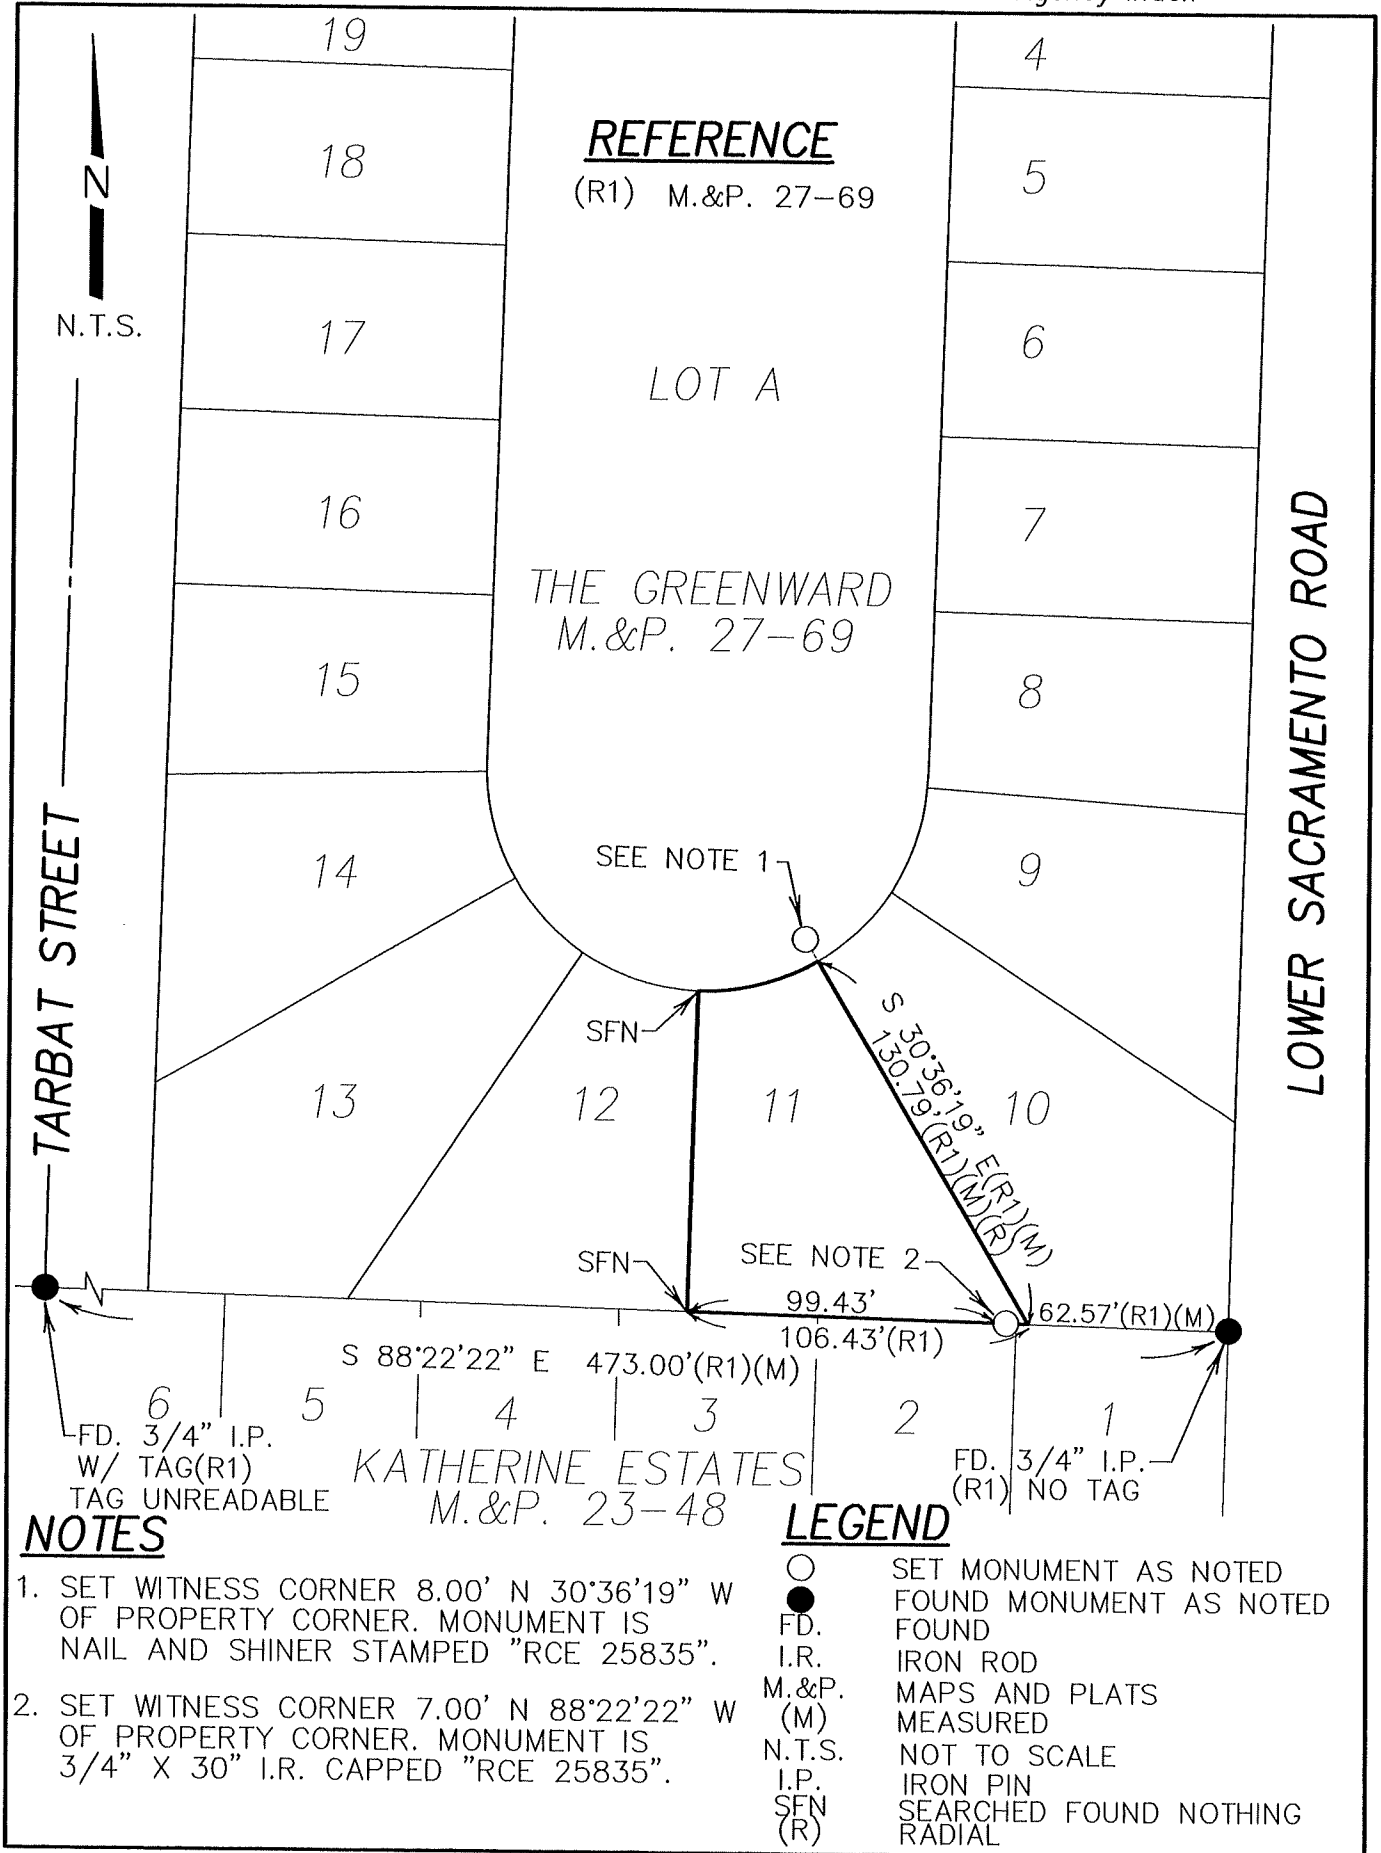 Agency Index
19
4
REFERENCE
(R1) M.&P. 27-69
18
5
N
N.T.S.
17
6
LOT A
16
7
THE GREENWARD
M.&P. 27-69
15
8
LOWER SACRAMENTO ROAD
TARBAT STREET
14
SEE NOTE 1
9
SFN
S 30°36'19" E(R1)(M)
130.79'(R1)(M)(R)
13
12
11
10
SFN
SEE NOTE 2
99.43'
62.57'(R1)(M)
106.43'(R1)
S 88°22'22" E 473.00'(R1)(M)
6
5
4
3
2
1
FD. 3/4" I.P.
W/ TAG(R1)
TAG UNREADABLE
KATHERINE ESTATES
M.&P. 23-48
FD. 3/4" I.P.
(R1) NO TAG
NOTES
1. SET WITNESS CORNER 8.00' N 30°36'19" W
OF PROPERTY CORNER. MONUMENT IS
NAIL AND SHINER STAMPED "RCE 25835".
2. SET WITNESS CORNER 7.00' N 88°22'22" W
OF PROPERTY CORNER. MONUMENT IS
3/4" X 30" I.R. CAPPED "RCE 25835".
LEGEND
SET MONUMENT AS NOTED
FOUND MONUMENT AS NOTED
FD. FOUND
I.R. IRON ROD
M.&P. MAPS AND PLATS
(M) MEASURED
N.T.S. NOT TO SCALE
I.P. IRON PIN
SFN SEARCHED FOUND NOTHING
(R) RADIAL